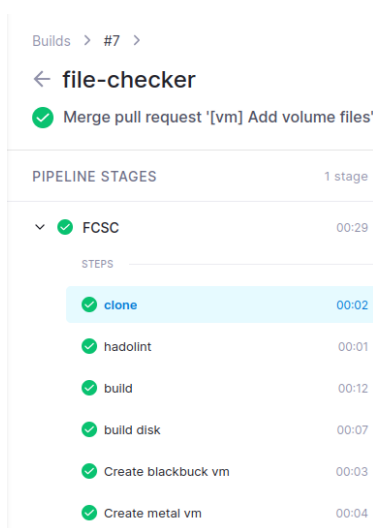 Builds > #7 >
← file-checker
Merge pull request '[vm] Add volume files'
PIPELINE STAGES 1 stage
FCSC 00:29
STEPS
clone 00:02
hadolint 00:01
build 00:12
build disk 00:07
Create blackbuck vm 00:03
Create metal vm 00:04